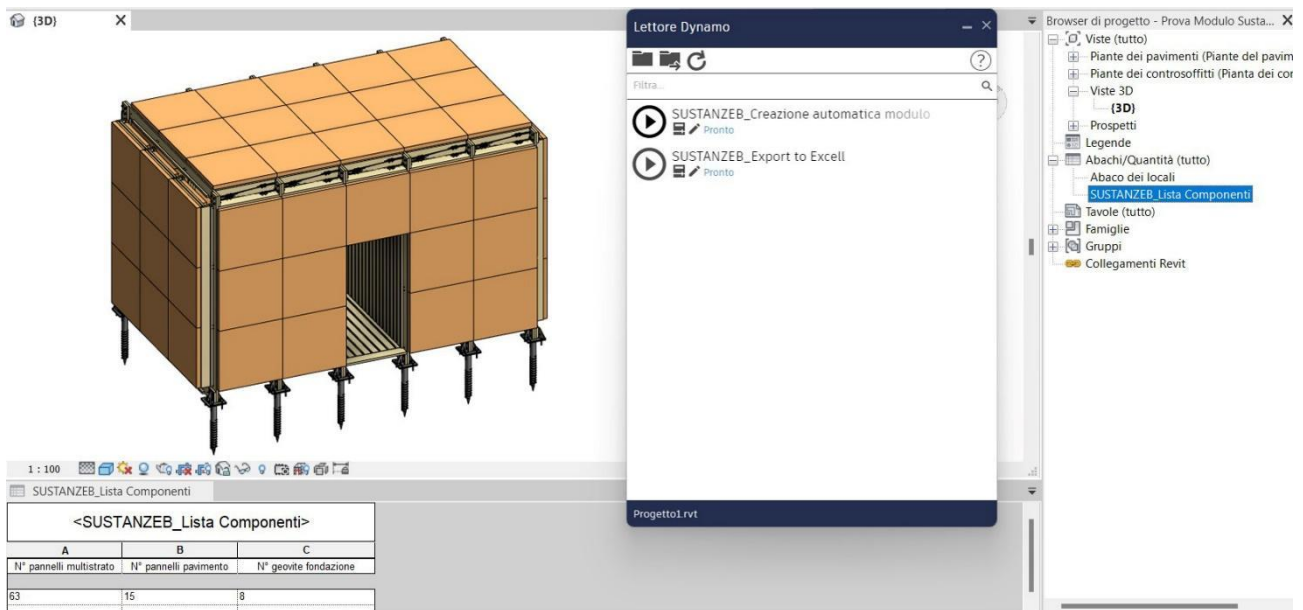 {3D}
Lettore Dynamo
Filtra...
SUSTANZEB_Creazione automatica modulo
Pronto
SUSTANZEB_Export to Excell
Pronto
Progetto1.rvt
Browser di progetto - Prova Modulo Susta...
Viste (tutto)
Piante dei pavimenti (Piante del pavim
Piante dei controsoffitti (Pianta dei cor
Viste 3D
{3D}
Prospetti
Legende
Abachi/Quantità (tutto)
Abaco dei locali
SUSTANZEB_Lista Componenti
Tavole (tutto)
Famiglie
Gruppi
Collegamenti Revit
1 : 100
SUSTANZEB_Lista Componenti
<SUSTANZEB_Lista Componenti>
A B C
N° pannelli multistrato N° pannelli pavimento N° geovite fondazione
63 15 8